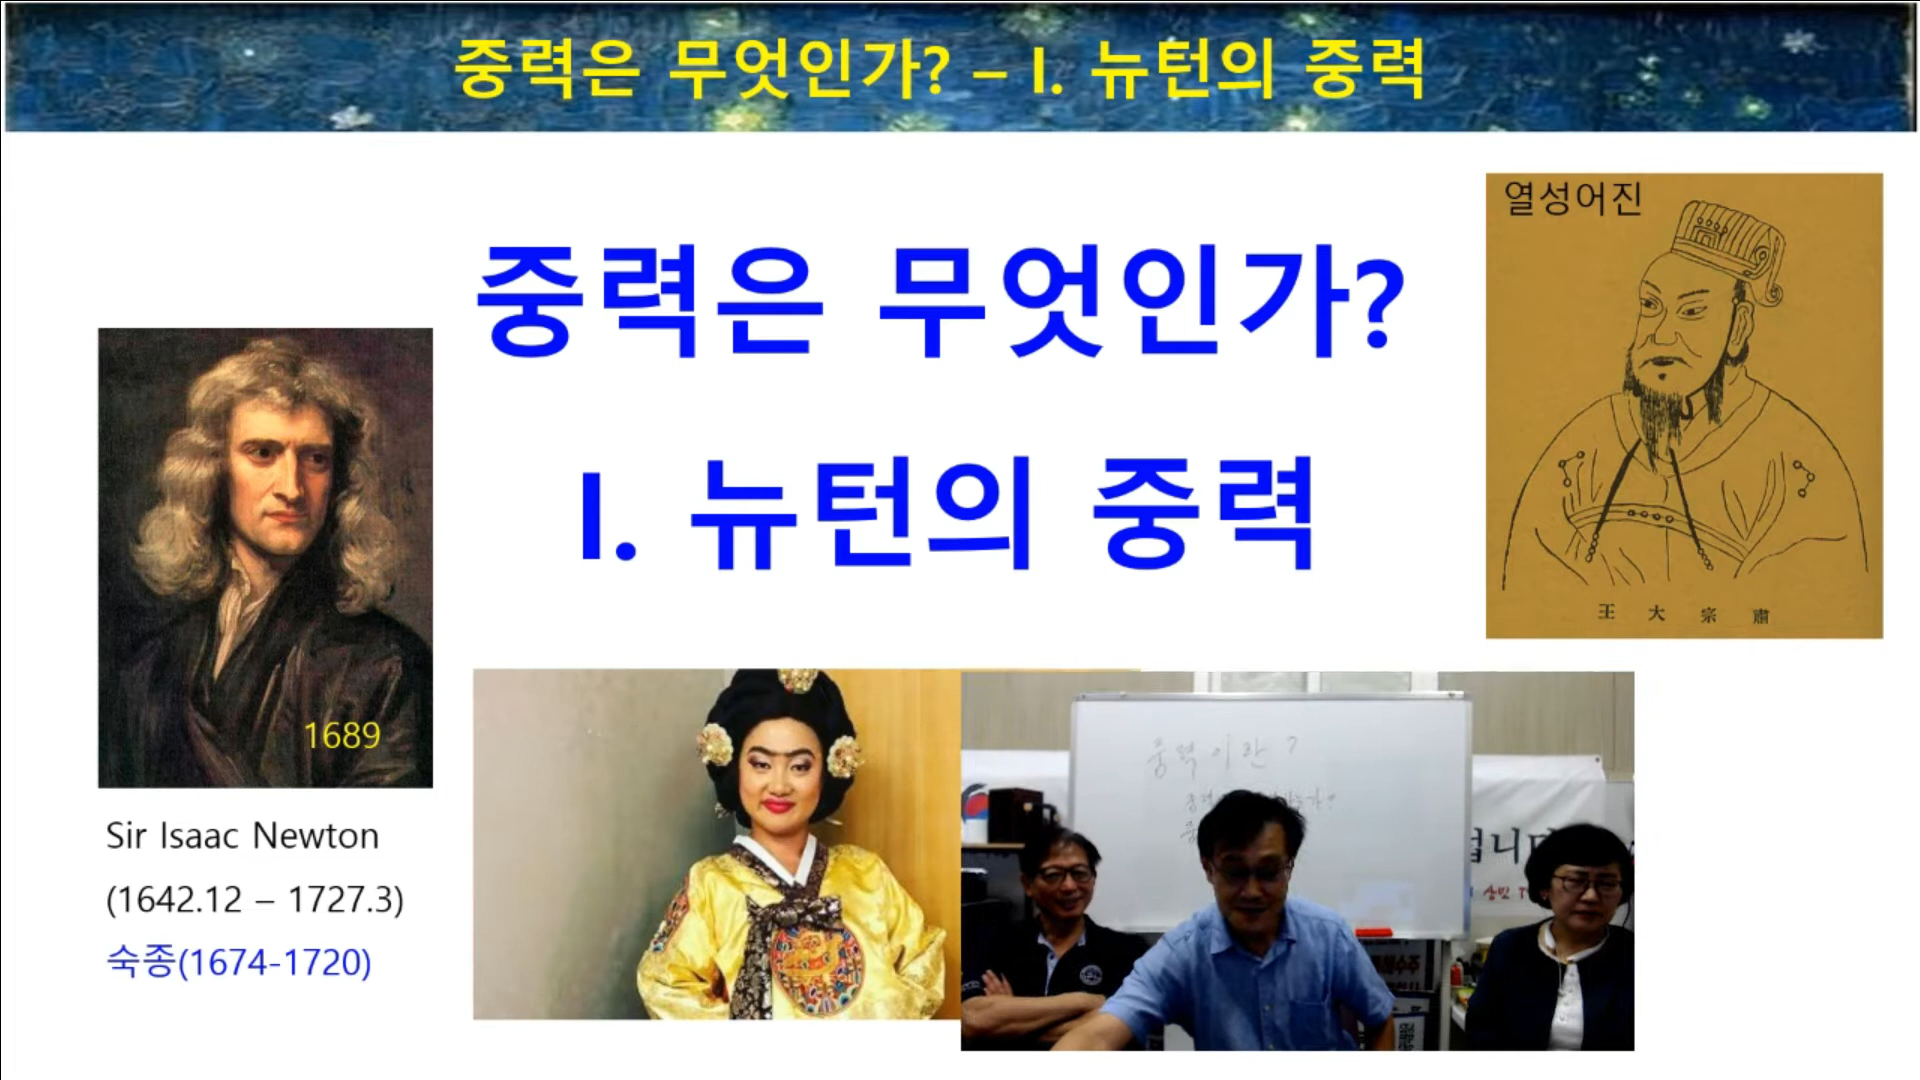 중력은 무엇인가? – I. 뉴턴의 중력
열성어진
중력은 무엇인가?
I. 뉴턴의 중력
王 大 宗 肅
1689
Sir Isaac Newton
(1642.12 – 1727.3)
숙종(1674-1720)
중력이란?